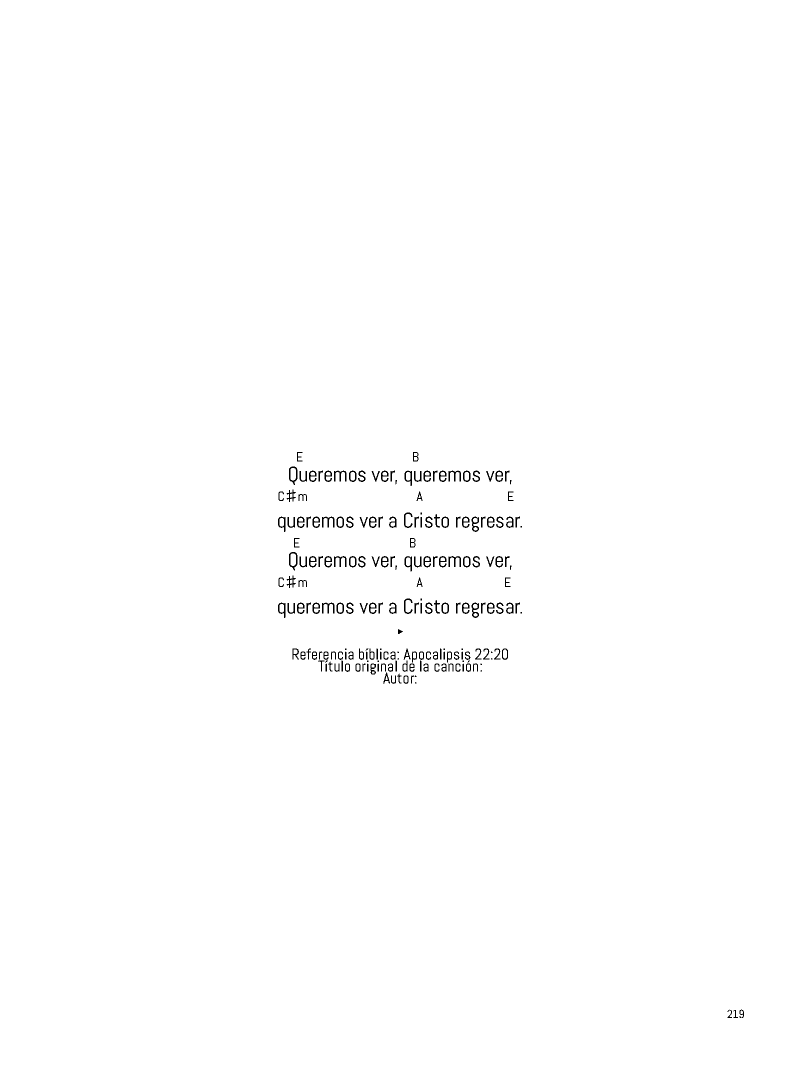 E B
Queremos ver, queremos ver,
C♯m A E
queremos ver a Cristo regresar.
E B
Queremos ver, queremos ver,
C♯m A E
queremos ver a Cristo regresar.
▸
Referencia bíblica: Apocalipsis 22:20
Título original de la canción:
Autor:
219